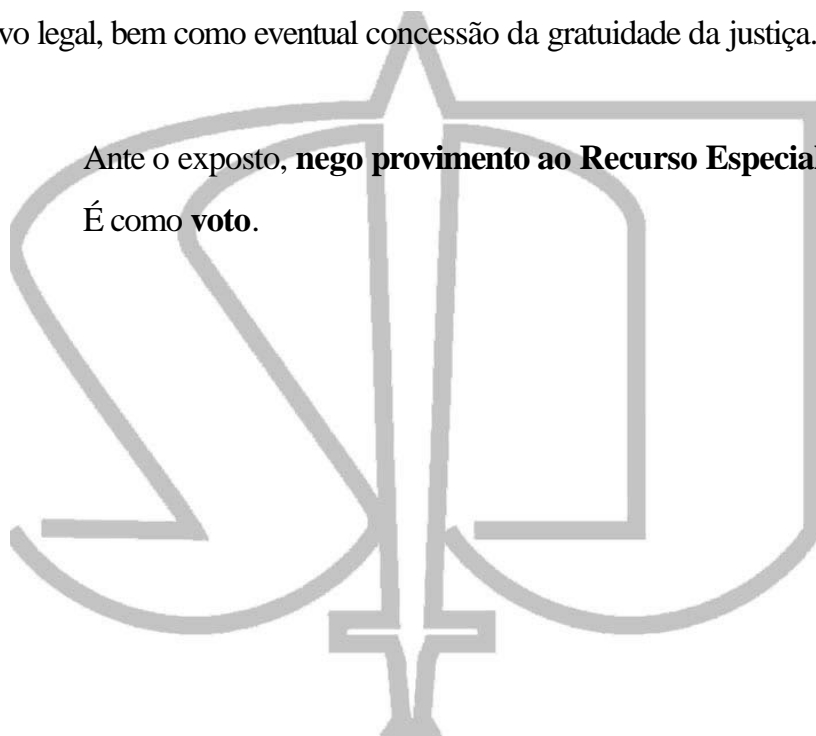 vo legal, bem como eventual concessão da gratuidade da justiça.
Ante o exposto, nego provimento ao Recurso Especial
É como voto.